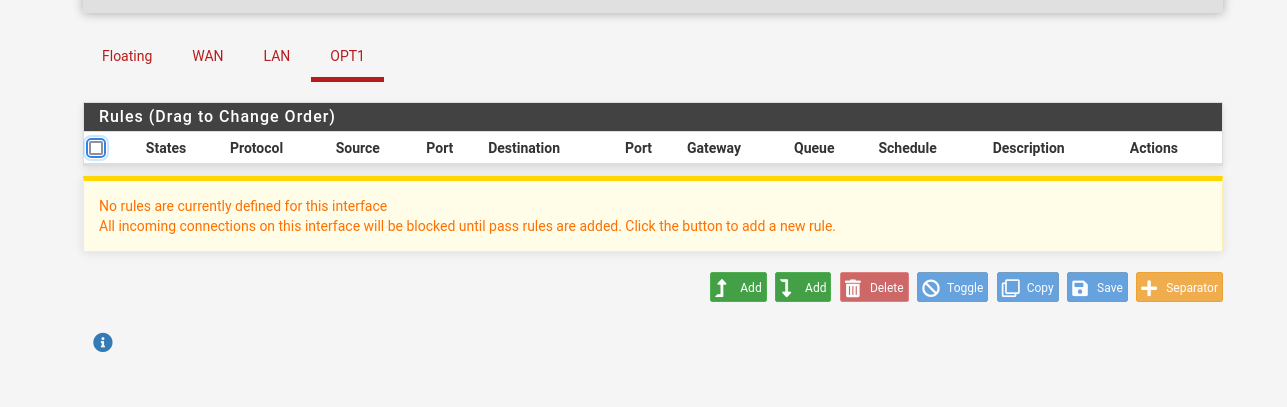 Floating WAN LAN OPT1
Rules (Drag to Change Order)
States Protocol Source Port Destination Port Gateway Queue Schedule Description Actions
No rules are currently defined for this interface
All incoming connections on this interface will be blocked until pass rules are added. Click the button to add a new rule.
Add Add Delete Toggle Copy Save Separator